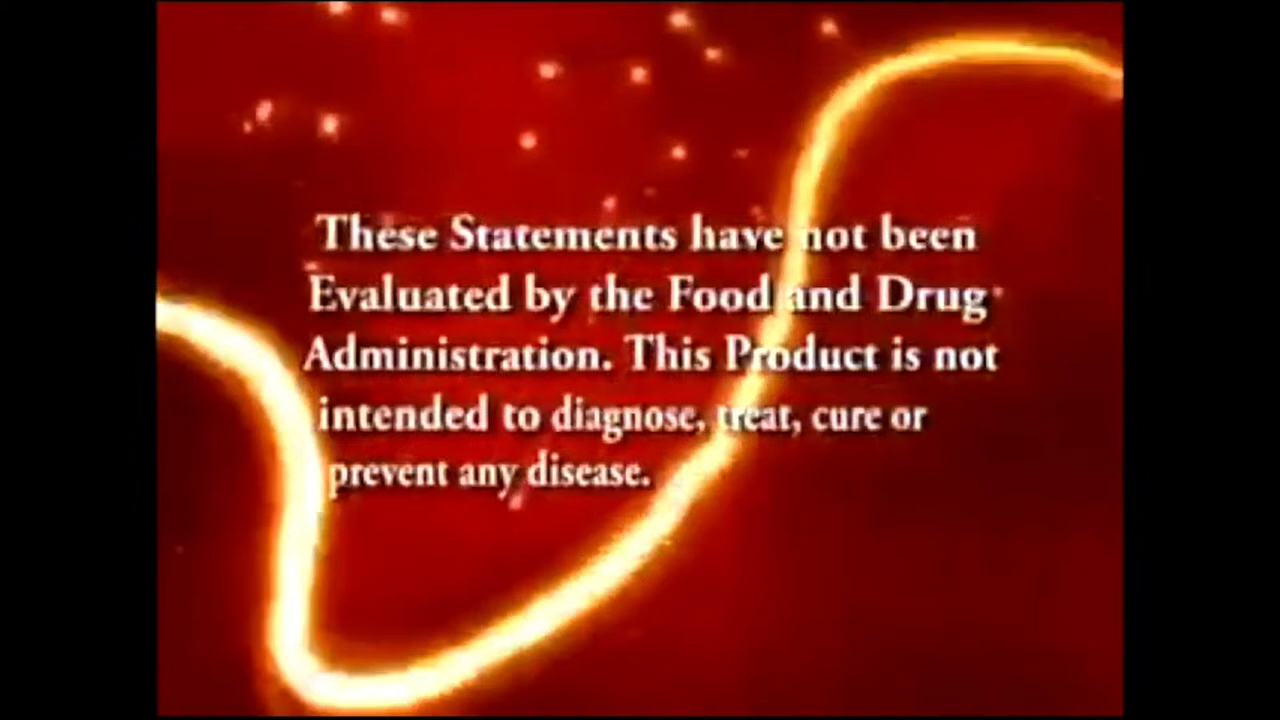 These Statements have not been
Evaluated by the Food and Drug
Administration. This Product is not
intended to diagnose, treat, cure or
prevent any disease.